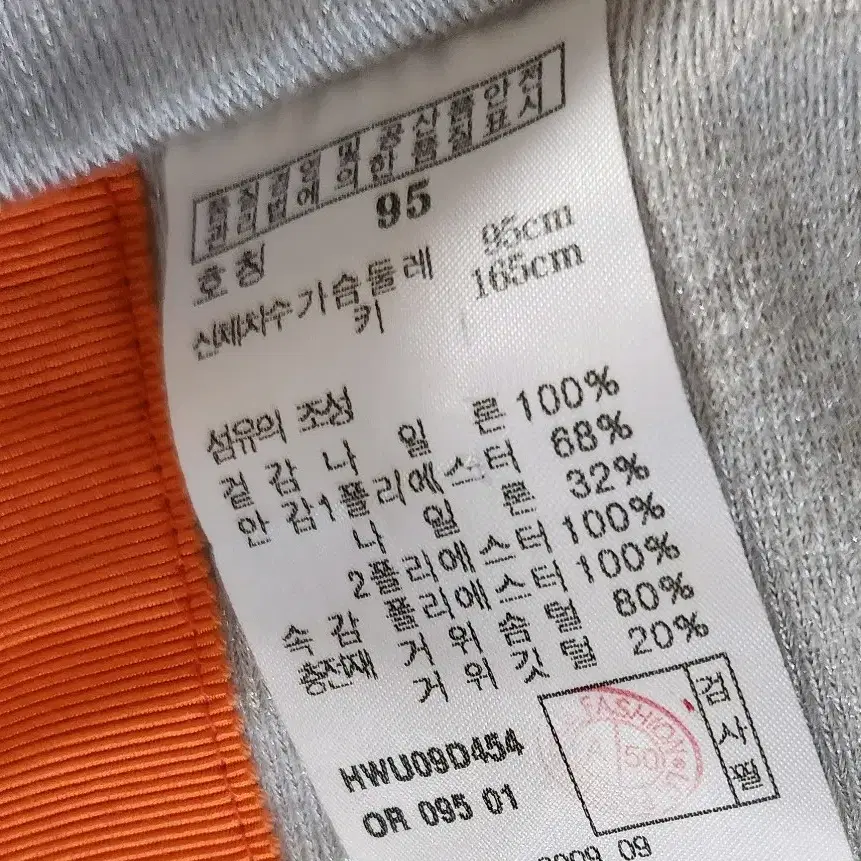 품질경영 및 공산품안전
관리법에 의한 품질표시
호칭 95
신체치수 가슴둘레 95cm
키 165cm
섬유의 조성
겉감 나일론 100%
안감1폴리에스터 68%
나일론 32%
2폴리에스터 100%
속감 폴리에스터 100%
충전재 거위솜털 80%
거위깃털 20%
HWU09D454
OR 095 01
검사필
FASHION
50
2009 09